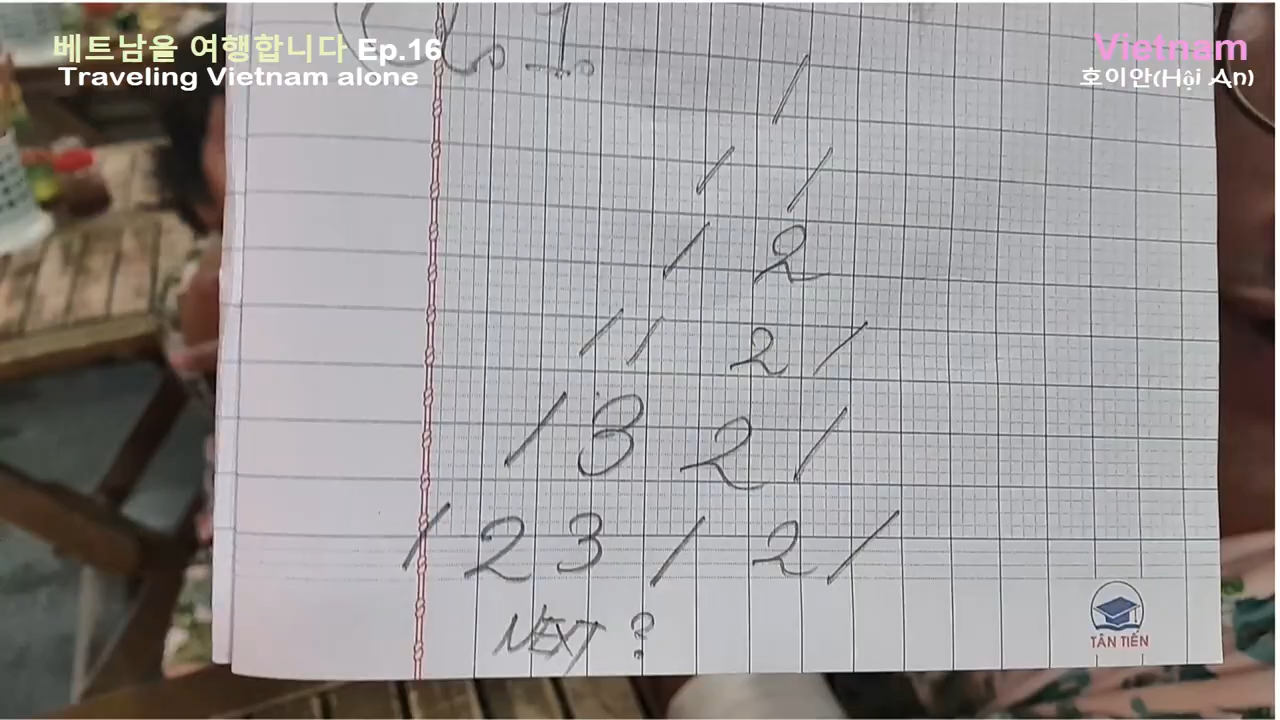 베트남을 여행합니다 Ep.16
Traveling Vietnam alone
Vietnam
호이안(Hội An)
1
1 1
1 2
1 1 2 1
1 3 2 1
1 2 3 1 2 1
NEXT ?
TÂN TIẾN